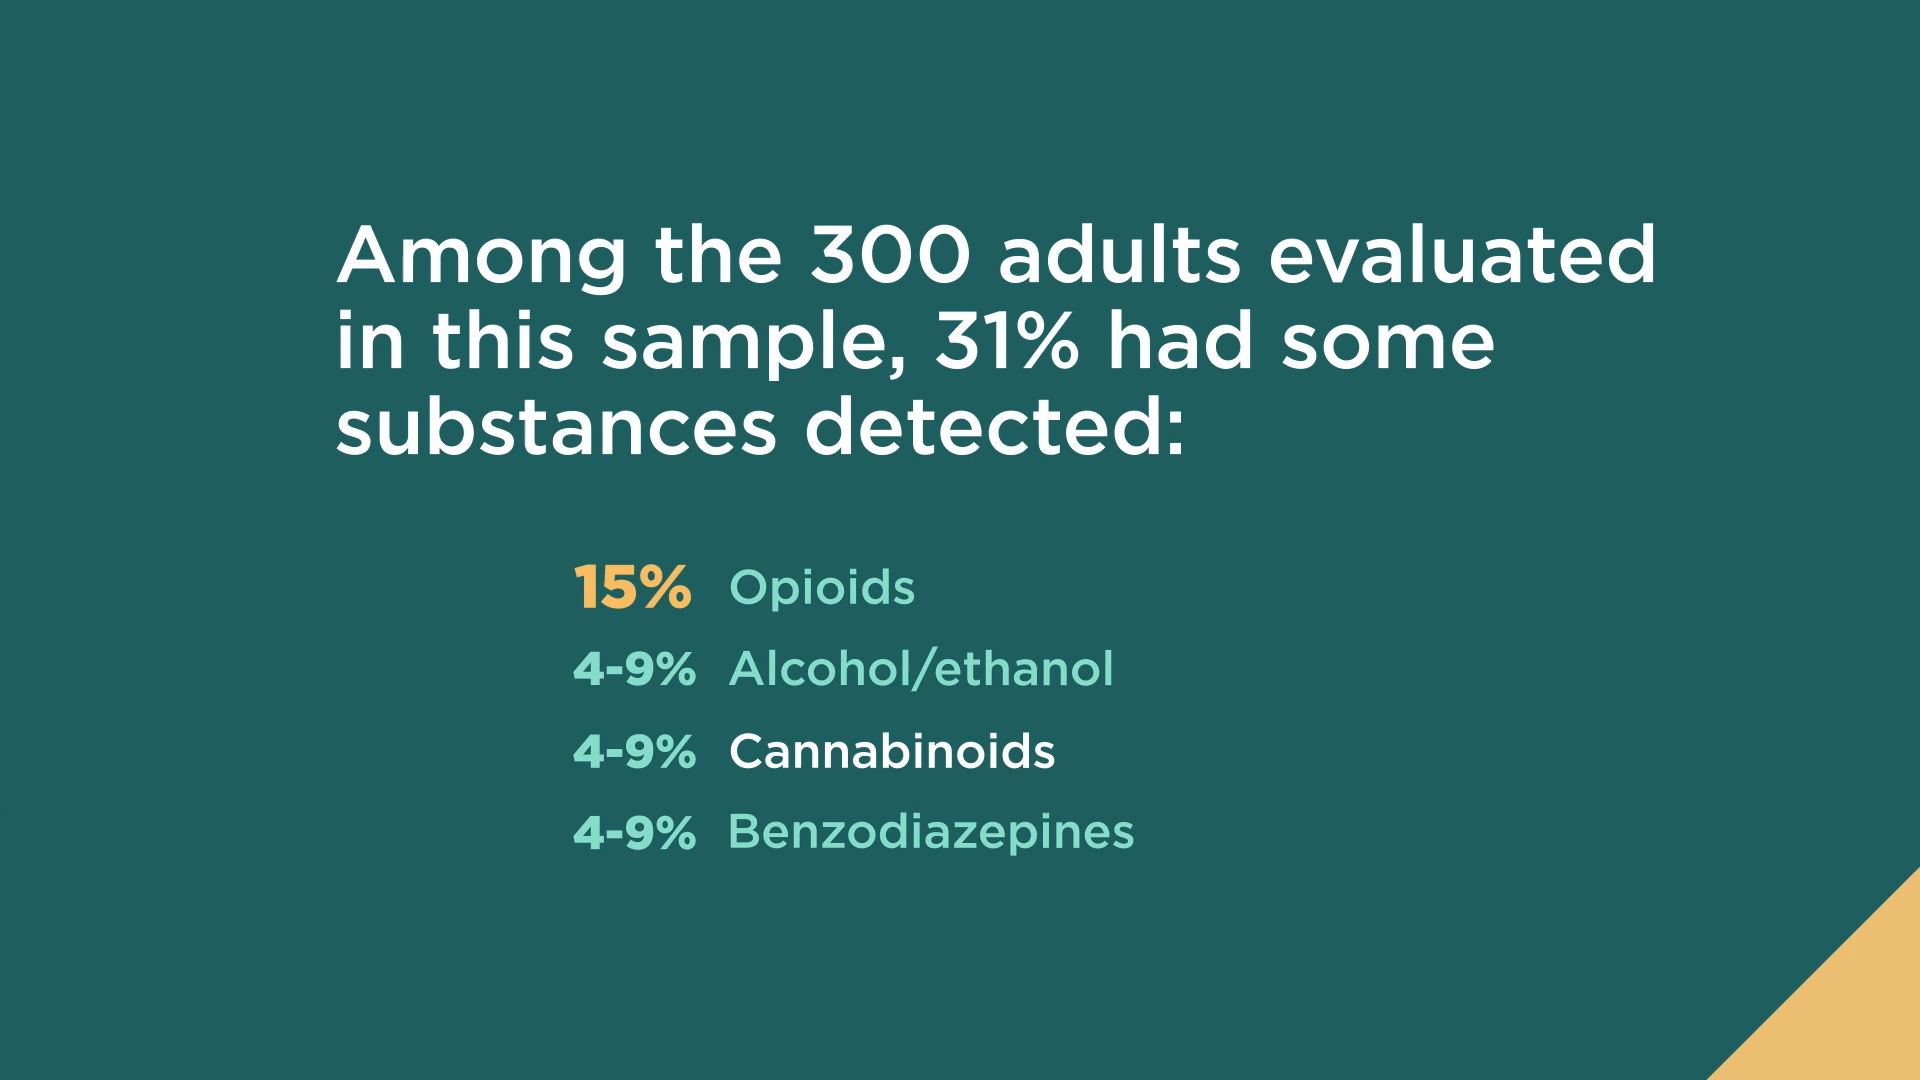 Among the 300 adults evaluated
in this sample, 31% had some
substances detected:
15% Opioids
4-9% Alcohol/ethanol
4-9% Cannabinoids
4-9% Benzodiazepines